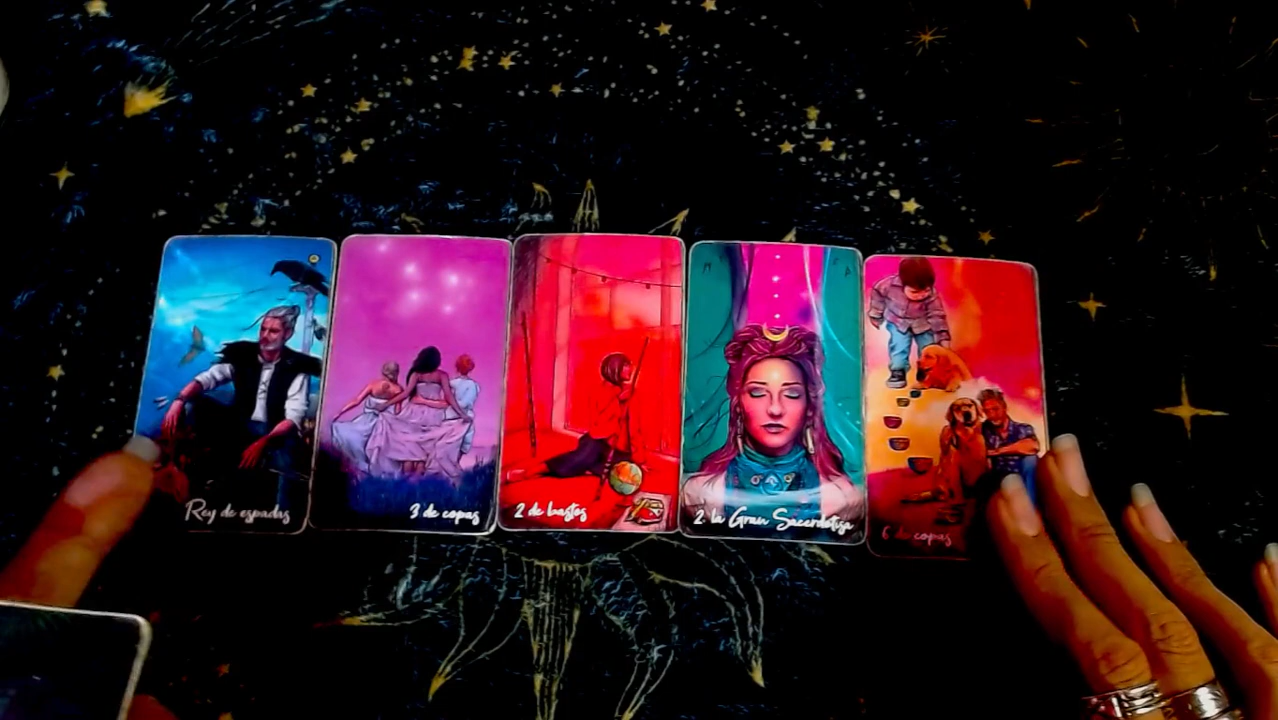 Rey de espadas
3 de copas
2 de bastos
2. la Gran Sacerdotisa
6 de copas